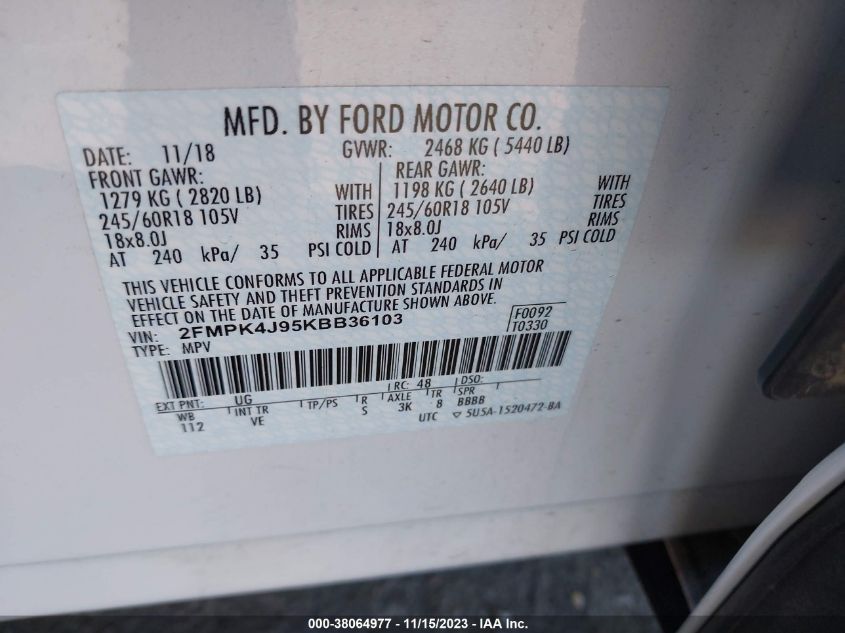 MFD. BY FORD MOTOR CO.
DATE: 11/18 GVWR: 2468 KG ( 5440 LB)
FRONT GAWR: REAR GAWR:
1279 KG ( 2820 LB) WITH 1198 KG ( 2640 LB) WITH
245/60R18 105V TIRES 245/60R18 105V TIRES
18x8.0J RIMS 18x8.0J RIMS
AT 240 kPa/ 35 PSI COLD AT 240 kPa/ 35 PSI COLD
THIS VEHICLE CONFORMS TO ALL APPLICABLE FEDERAL MOTOR
VEHICLE SAFETY AND THEFT PREVENTION STANDARDS IN
EFFECT ON THE DATE OF MANUFACTURE SHOWN ABOVE.
VIN: 2FMPK4J95KBB36103 F0092
TYPE: MPV T0330
EXT PNT: UG RC: 48 DSO:
WB INT TR TP/PS R AXLE TR SPR
112 VE S 3K 8 BBBB
UTC ▽ 5U5A-1520472-BA
000-38064977 - 11/15/2023 - IAA Inc.